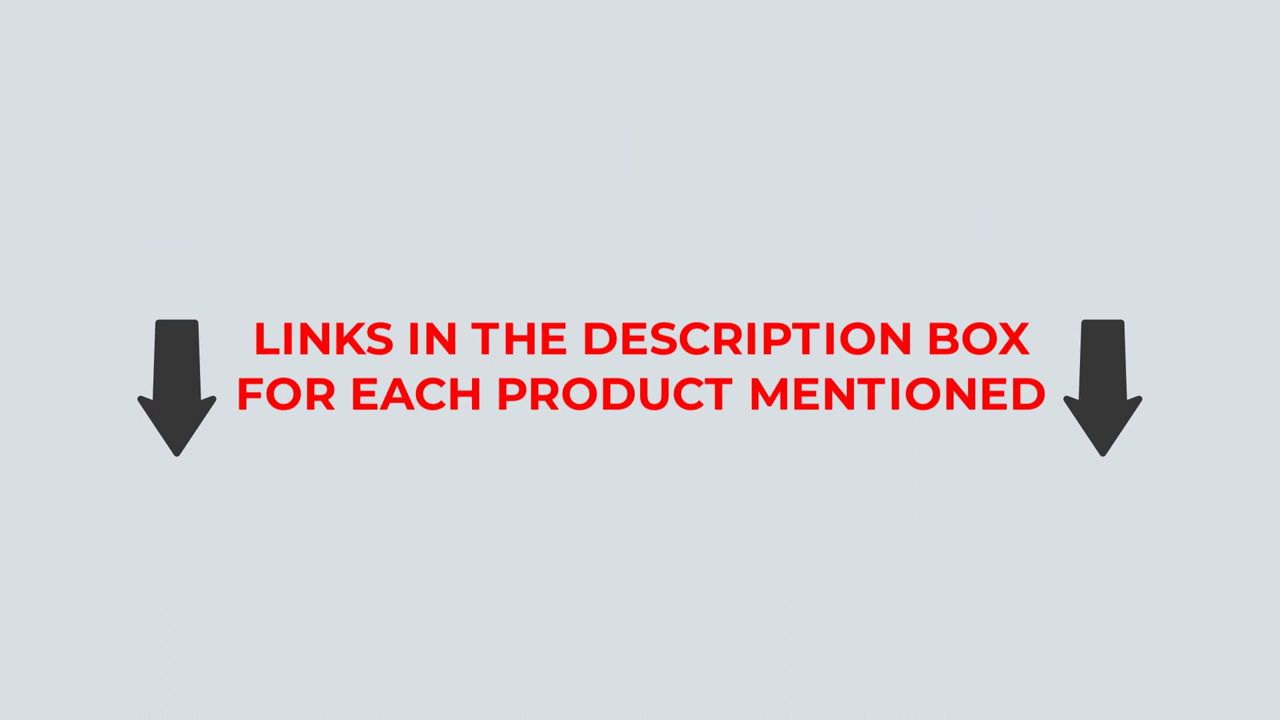 LINKS IN THE DESCRIPTION BOX
FOR EACH PRODUCT MENTIONED